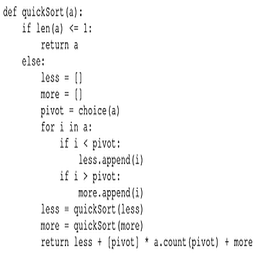 def quickSort(a):
    if len(a) <= 1:
        return a
    else:
        less = []
        more = []
        pivot = choice(a)
        for i in a:
            if i < pivot:
                less.append(i)
            if i > pivot:
                more.append(i)
        less = quickSort(less)
        more = quickSort(more)
        return less + [pivot] * a.count(pivot) + more